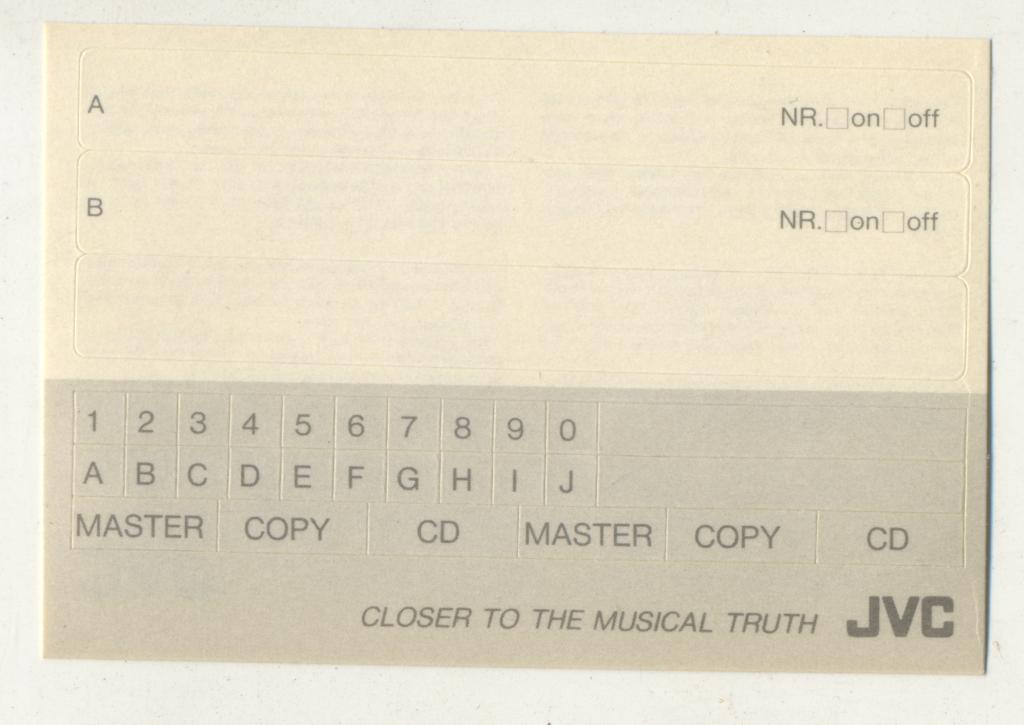 A NR. □on □off
B NR. □on □off
1 2 3 4 5 6 7 8 9 0
A B C D E F G H I J
MASTER COPY CD MASTER COPY CD
CLOSER TO THE MUSICAL TRUTH JVC